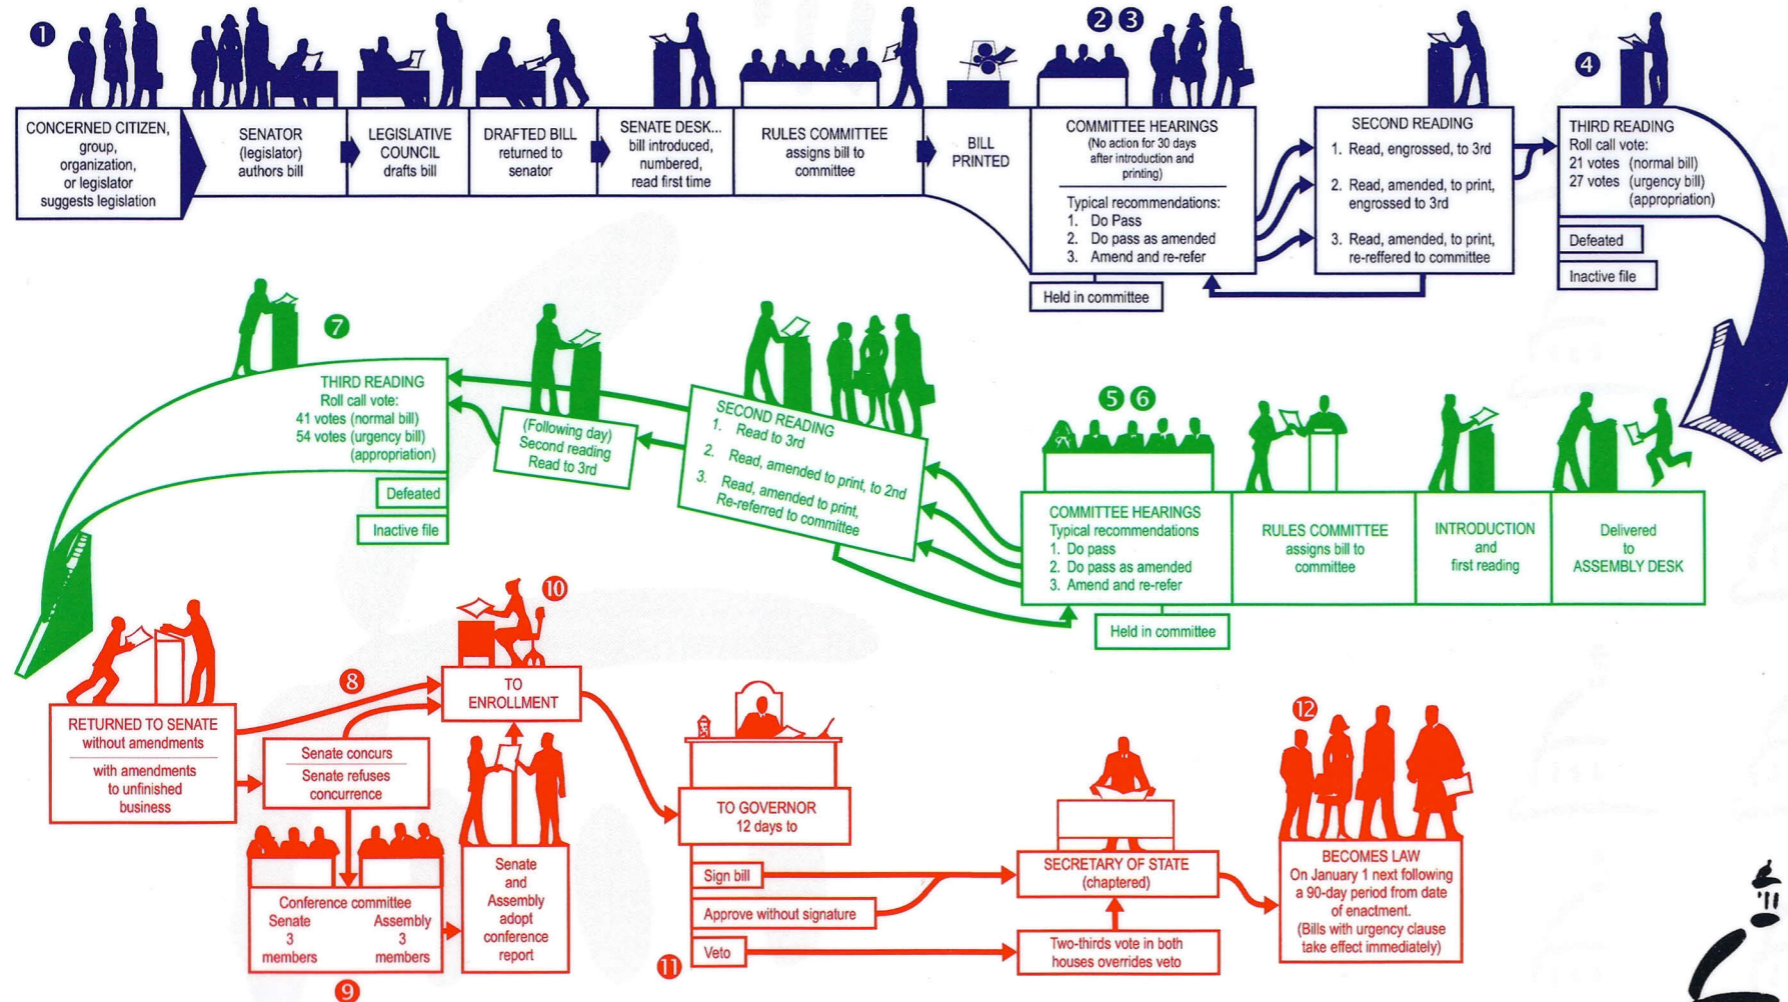 1
CONCERNED CITIZEN,
group,
organization,
or legislator
suggests legislation
SENATOR
(legislator)
authors bill
LEGISLATIVE
COUNCIL
drafts bill
DRAFTED BILL
returned to
senator
SENATE DESK...
bill introduced,
numbered,
read first time
RULES COMMITTEE
assigns bill to
committee
BILL
PRINTED
2 3
COMMITTEE HEARINGS
(No action for 30 days
after introduction and
printing)
Typical recommendations:
1. Do Pass
2. Do pass as amended
3. Amend and re-refer
Held in committee
SECOND READING
1. Read, engrossed, to 3rd
2. Read, amended, to print,
engrossed to 3rd
3. Read, amended, to print,
re-reffered to committee
4
THIRD READING
Roll call vote:
21 votes (normal bill)
27 votes (urgency bill)
(appropriation)
Defeated
Inactive file
Delivered
to
ASSEMBLY DESK
INTRODUCTION
and
first reading
RULES COMMITTEE
assigns bill to
committee
5 6
COMMITTEE HEARINGS
Typical recommendations
1. Do pass
2. Do pass as amended
3. Amend and re-refer
Held in committee
SECOND READING
1. Read to 3rd
2. Read, amended to print, to 2nd
3. Read, amended to print,
Re-referred to committee
(Following day)
Second reading
Read to 3rd
7
THIRD READING
Roll call vote:
41 votes (normal bill)
54 votes (urgency bill)
(appropriation)
Defeated
Inactive file
RETURNED TO SENATE
without amendments
with amendments
to unfinished
business
8
Senate concurs
Senate refuses
concurrence
Conference committee
Senate
3
members
Assembly
3
members
9
Senate
and
Assembly
adopt
conference
report
10
TO
ENROLLMENT
TO GOVERNOR
12 days to
Sign bill
Approve without signature
Veto
11
SECRETARY OF STATE
(chaptered)
Two-thirds vote in both
houses overrides veto
12
BECOMES LAW
On January 1 next following
a 90-day period from date
of enactment.
(Bills with urgency clause
take effect immediately)